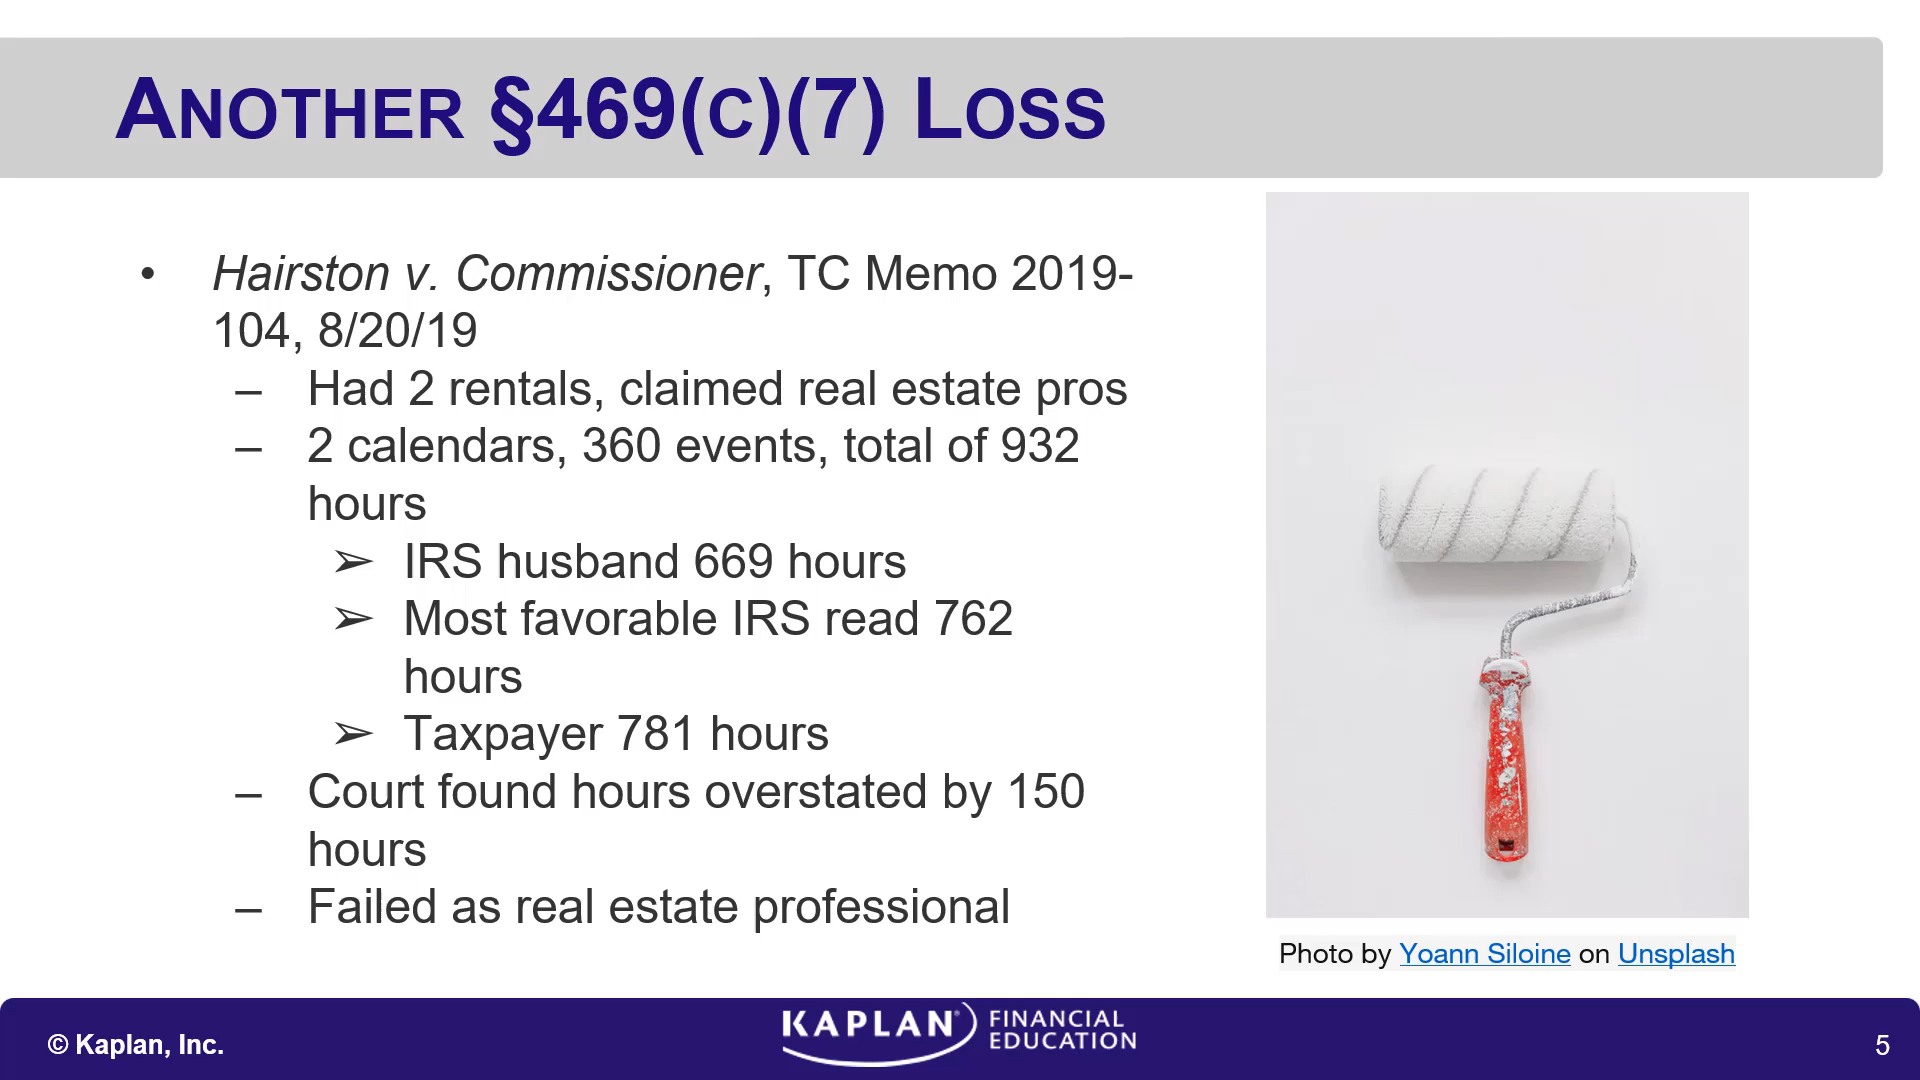 ANOTHER §469(C)(7) LOSS
• Hairston v. Commissioner, TC Memo 2019-
104, 8/20/19
– Had 2 rentals, claimed real estate pros
– 2 calendars, 360 events, total of 932
hours
➢ IRS husband 669 hours
➢ Most favorable IRS read 762
hours
➢ Taxpayer 781 hours
– Court found hours overstated by 150
hours
– Failed as real estate professional
Photo by Yoann Siloine on Unsplash
© Kaplan, Inc.
KAPLAN FINANCIAL
EDUCATION
5